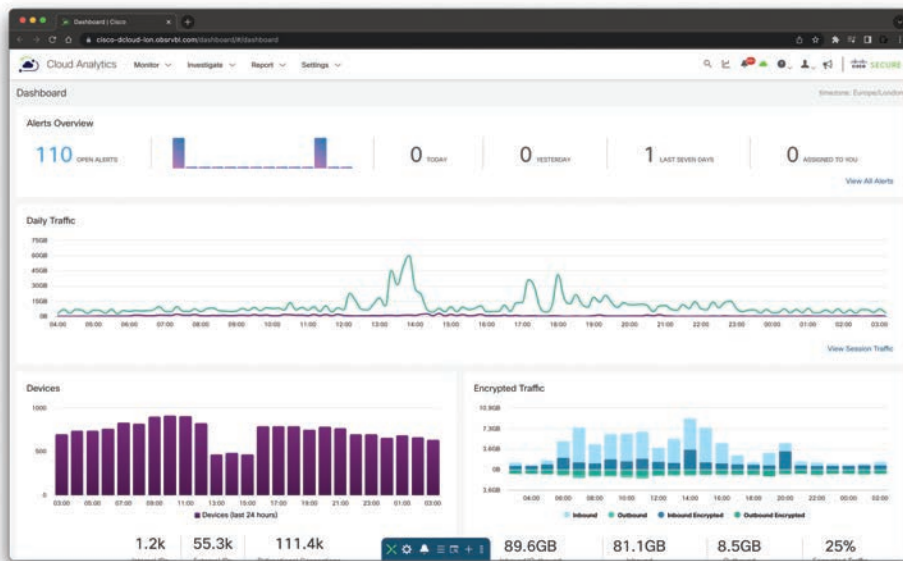 Dashboard | Cisco
cisco-dcloud-lon.obsrvbl.com/dashboard/#/dashboard
Cloud Analytics Monitor Investigate Report Settings
cisco SECURE
Dashboard timezone: Europe/London
Alerts Overview
110 OPEN ALERTS 0 TODAY 0 YESTERDAY 1 LAST SEVEN DAYS 0 ASSIGNED TO YOU
View All Alerts
Daily Traffic
75GB
60GB
45GB
30GB
15GB
0B
04:00 05:00 06:00 07:00 08:00 09:00 10:00 11:00 12:00 13:00 14:00 15:00 16:00 17:00 18:00 19:00 20:00 21:00 22:00 23:00 00:00 01:00 02:00 03:00
View Session Traffic
Devices
1000
500
0
03:00 05:00 07:00 09:00 11:00 13:00 15:00 17:00 19:00 21:00 23:00 01:00 03:00
Devices (last 24 hours)
Encrypted Traffic
10.9GB
7.3GB
3.6GB
0B
3.6GB
04:00 06:00 08:00 10:00 12:00 14:00 16:00 18:00 20:00 22:00 00:00 02:00
Inbound Outbound Inbound Encrypted Outbound Encrypted
1.2k 55.3k 111.4k 89.6GB 81.1GB 8.5GB 25%